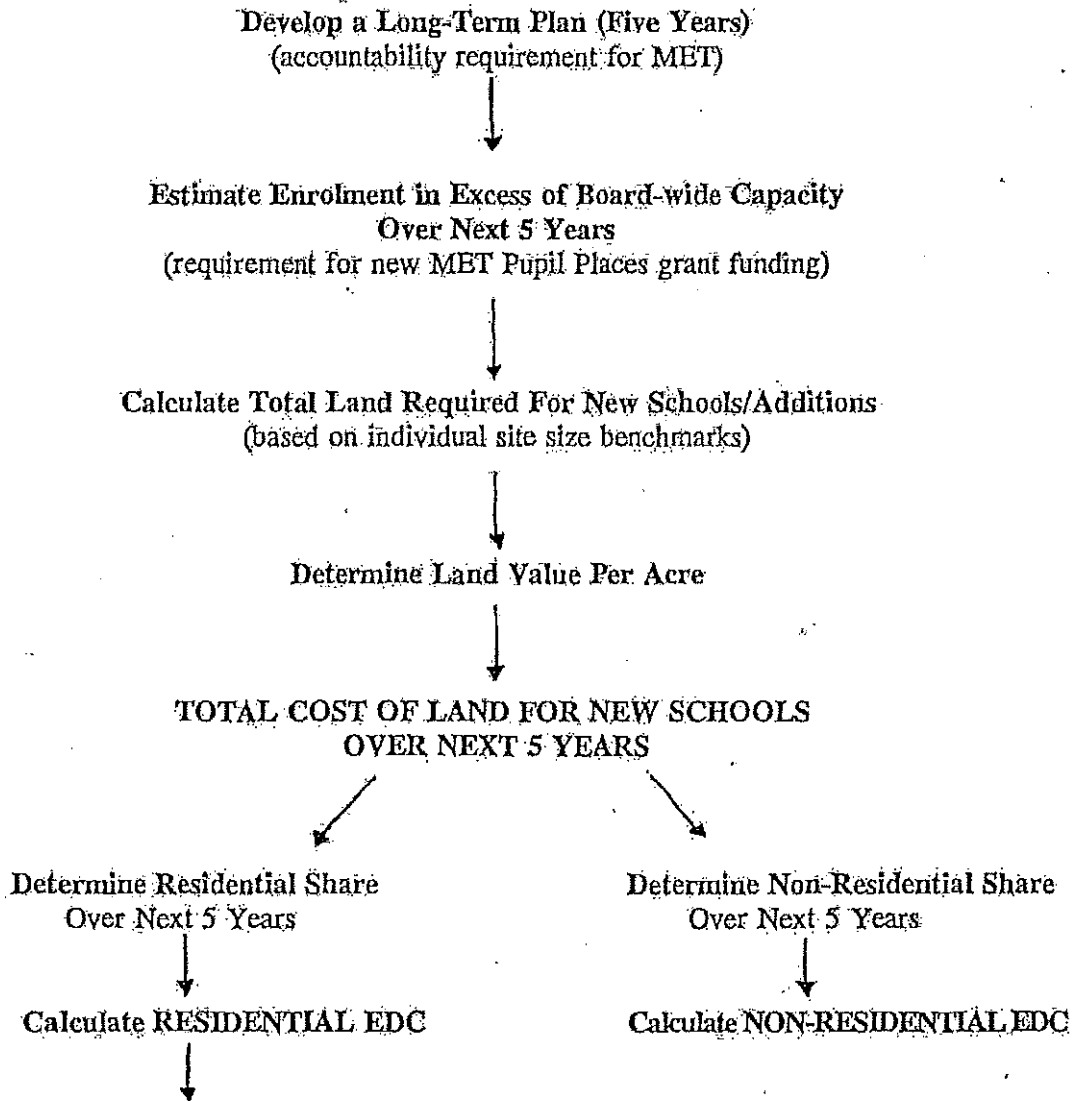 Develop a Long-Term Plan (Five Years)
(accountability requirement for MET)
Estimate Enrolment in Excess of Board-wide Capacity
Over Next 5 Years
(requirement for new MET Pupil Places grant funding)
Calculate Total Land Required For New Schools/Additions
(based on individual site size benchmarks)
Determine Land Value Per Acre
TOTAL COST OF LAND FOR NEW SCHOOLS
OVER NEXT 5 YEARS
Determine Residential Share
Over Next 5 Years
Determine Non-Residential Share
Over Next 5 Years
Calculate RESIDENTIAL EDC
Calculate NON-RESIDENTIAL EDC